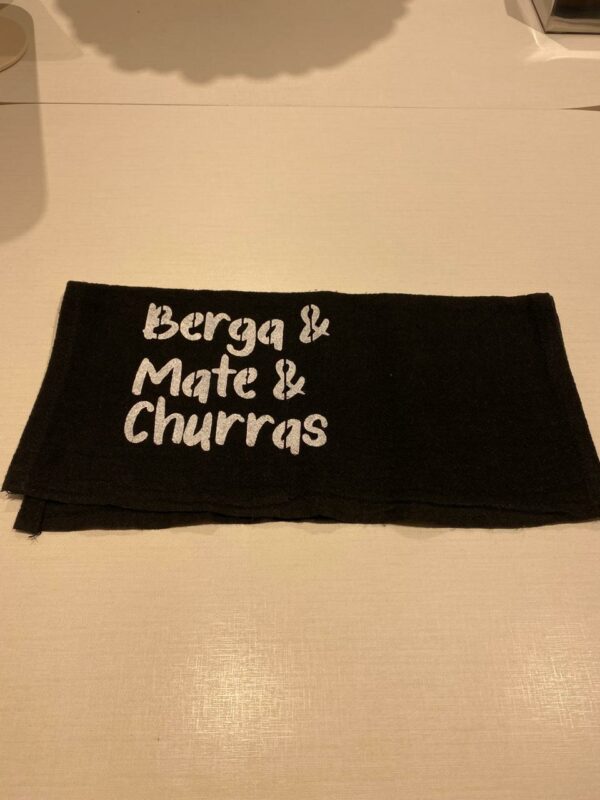 Berga &
Mate &
Churras